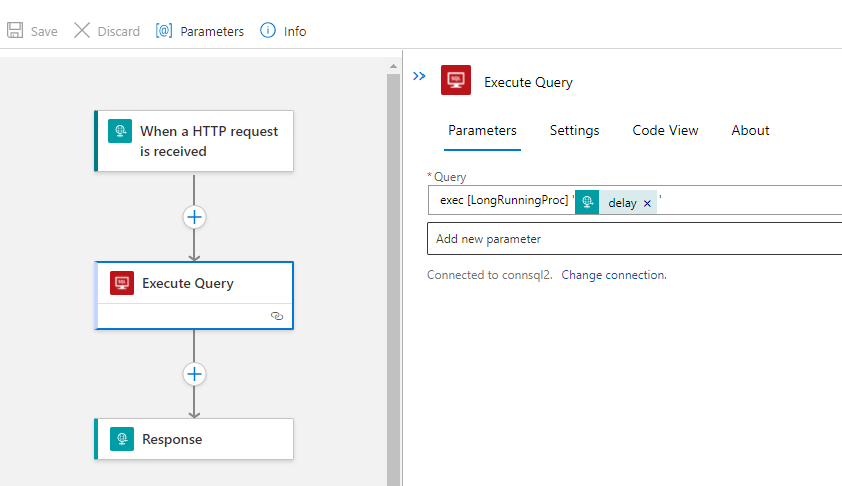 Save Discard [@] Parameters Info
When a HTTP request
is received
Execute Query
Response
Execute Query
Parameters Settings Code View About
* Query
exec [LongRunningProc] ' delay × '
Add new parameter
Connected to connsql2. Change connection.